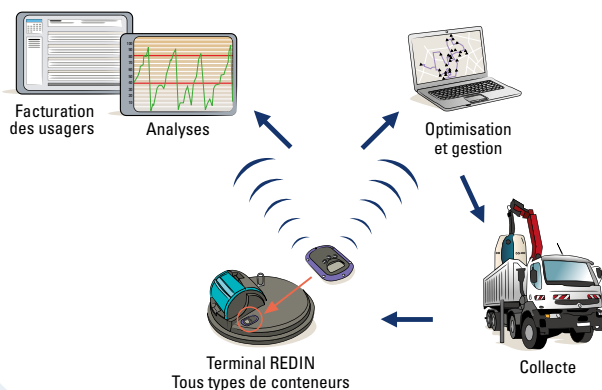 Facturation
des usagers
Analyses
Optimisation
et gestion
Terminal REDIN
Tous types de conteneurs
Collecte